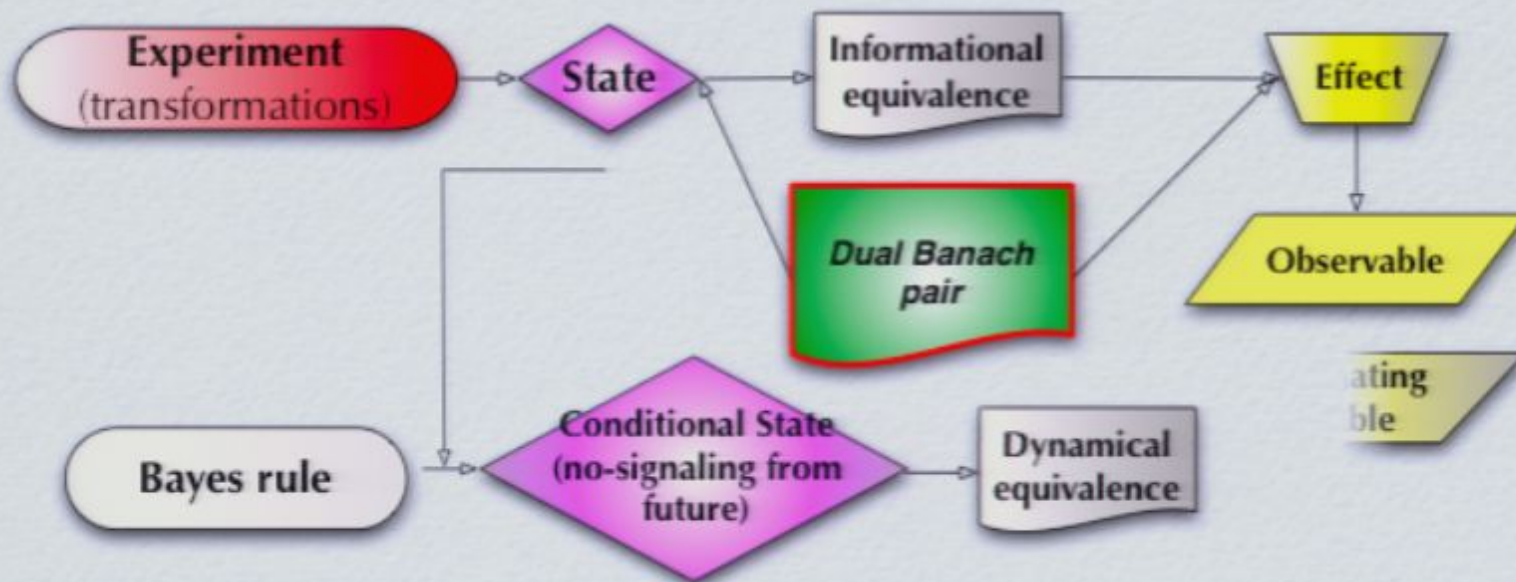 Experiment
(transformations)
State
Informational
equivalence
Effect
Dual Banach
pair
Observable
Bayes rule
Conditional State
(no-signaling from
future)
Dynamical
equivalence